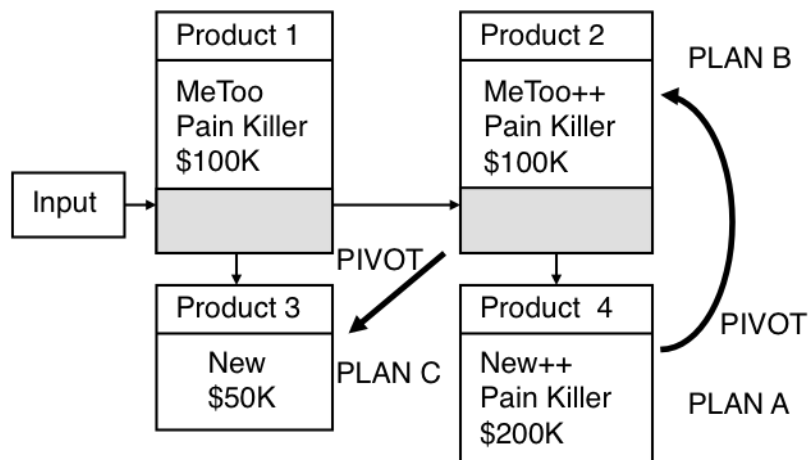 Product 1
MeToo
Pain Killer
$100K
Product 2
MeToo++
Pain Killer
$100K
PLAN B
Input
PIVOT
Product 3
New
$50K
PLAN C
Product  4
New++
Pain Killer
$200K
PIVOT
PLAN A